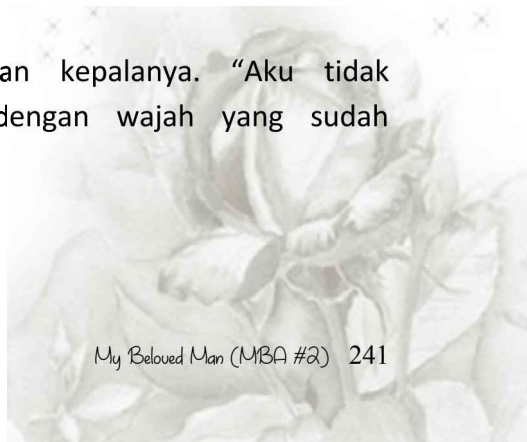 an kepalanya. “Aku tidak
dengan wajah yang sudah
My Beloved Man (MBA #2) 241